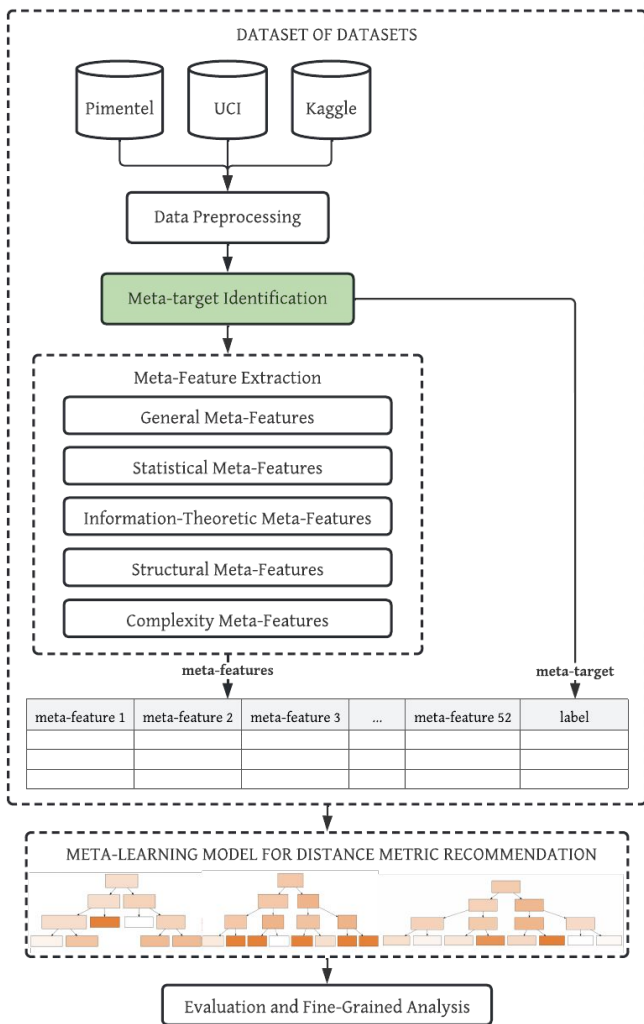 DATASET OF DATASETS
Pimentel
UCI
Kaggle
Data Preprocessing
Meta-target Identification
Meta-Feature Extraction
General Meta-Features
Statistical Meta-Features
Information-Theoretic Meta-Features
Structural Meta-Features
Complexity Meta-Features
meta-features
meta-target
meta-feature 1
meta-feature 2
meta-feature 3
...
meta-feature 52
label
META-LEARNING MODEL FOR DISTANCE METRIC RECOMMENDATION
Evaluation and Fine-Grained Analysis